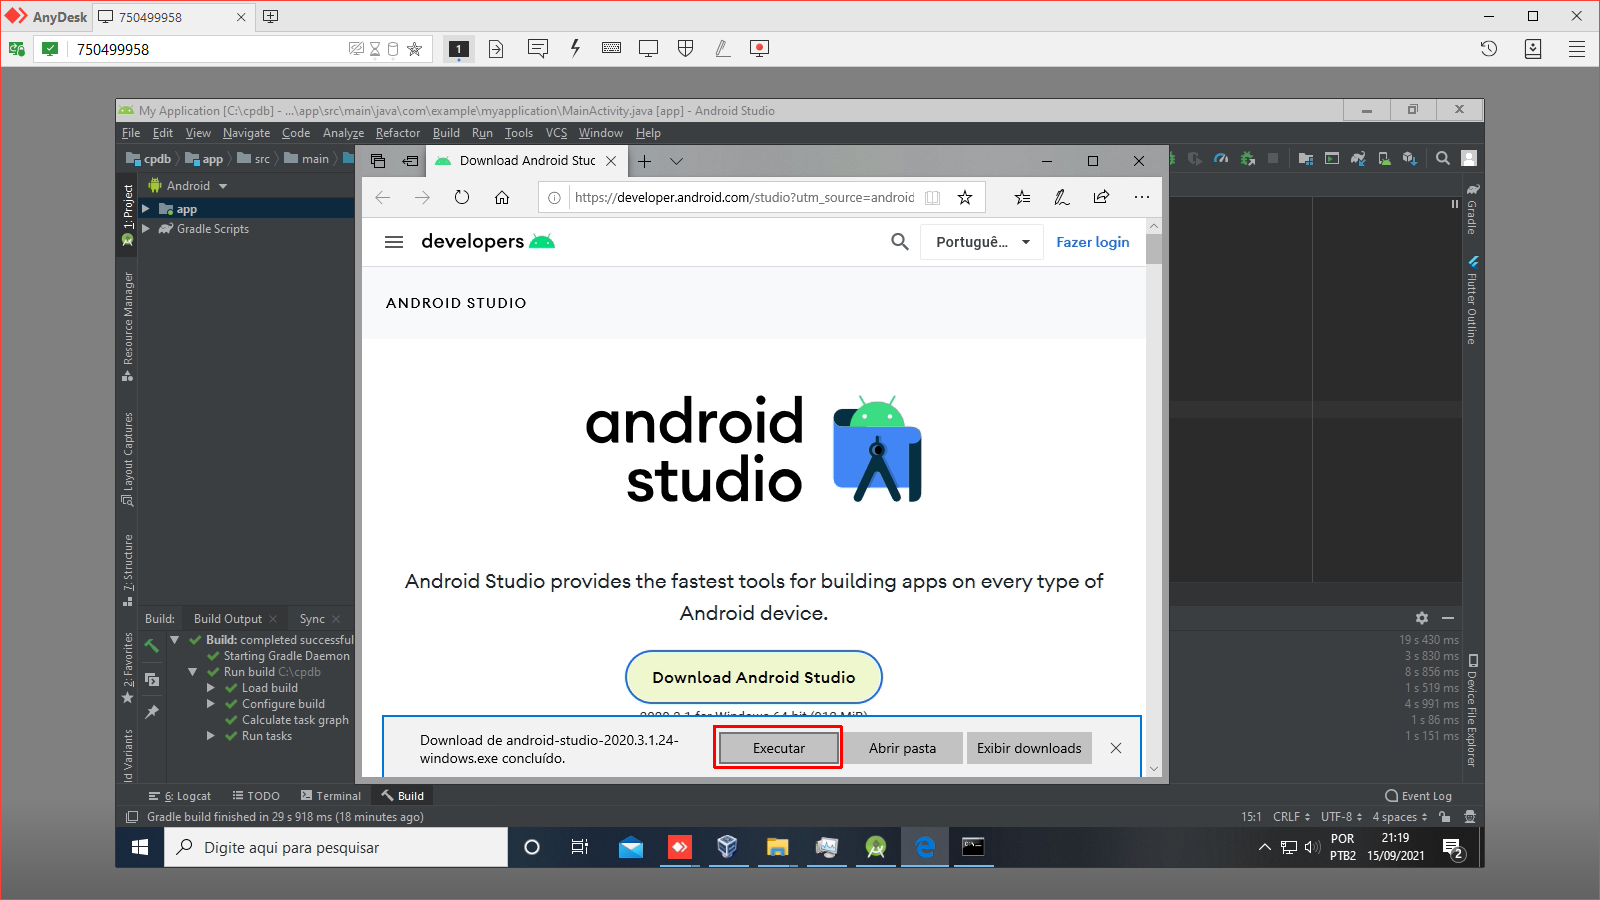 AnyDesk
750499958
750499958
1
My Application [C:\cpdb] - ...\app\src\main\java\com\example\myapplication\MainActivity.java [app] - Android Studio
File Edit View Navigate Code Analyze Refactor Build Run Tools VCS Window Help
cpdb app src main
Download Android Stuc
https://developer.android.com/studio?utm_source=android
developers
Portuguê...
Fazer login
ANDROID STUDIO
android
studio
Android Studio provides the fastest tools for building apps on every type of
Android device.
Download Android Studio
Download de android-studio-2020.3.1.24-
windows.exe concluído.
Executar
Abrir pasta
Exibir downloads
1: Project
Resource Manager
Layout Captures
7: Structure
2: Favorites
ld Variants
Android
app
Gradle Scripts
Gradle
Flutter Outline
Device File Explorer
Build: Build Output Sync
Build: completed successful
Starting Gradle Daemon
Run build C:\cpdb
Load build
Configure build
Calculate task graph
Run tasks
19 s 430 ms
3 s 830 ms
8 s 856 ms
1 s 519 ms
4 s 991 ms
1 s 86 ms
1 s 151 ms
6: Logcat TODO Terminal Build Event Log
Gradle build finished in 29 s 918 ms (18 minutes ago)
15:1 CRLF UTF-8 4 spaces
Digite aqui para pesquisar
POR
PTB2
21:19
15/09/2021
2